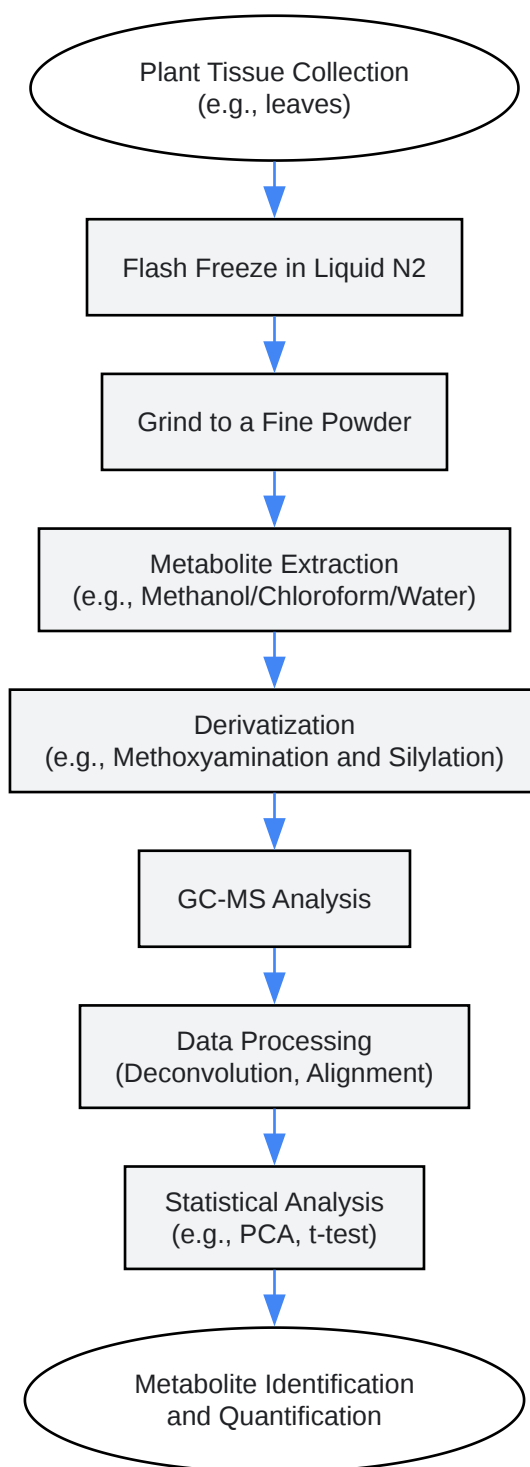 Plant Tissue Collection
(e.g., leaves)
Flash Freeze in Liquid N2
Grind to a Fine Powder
Metabolite Extraction
(e.g., Methanol/Chloroform/Water)
Derivatization
(e.g., Methoxyamination and Silylation)
GC-MS Analysis
Data Processing
(Deconvolution, Alignment)
Statistical Analysis
(e.g., PCA, t-test)
Metabolite Identification
and Quantification